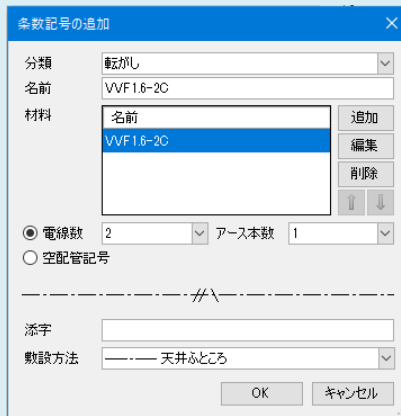 条数記号の追加
分類 転がし
名前 VVF1.6-2C
材料 名前 追加
VVF1.6-2C 編集
削除
電線数 2 アース本数 1
空配管記号
添字
敷設方法 天井ふところ
OK キャンセル